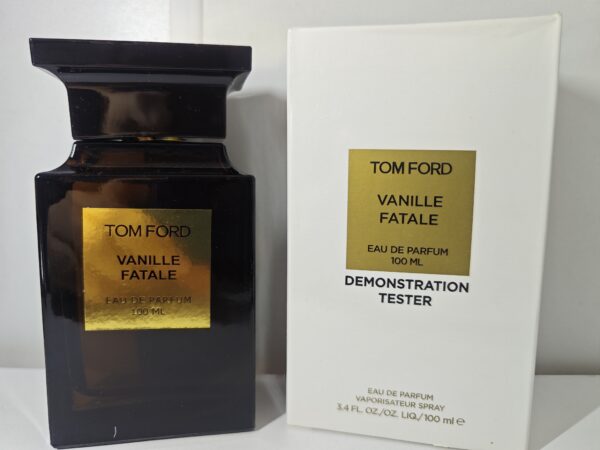 TOM FORD
VANILLE
FATALE
EAU DE PARFUM
100 ML
TOM FORD
VANILLE
FATALE
EAU DE PARFUM
100 ML
DEMONSTRATION
TESTER
EAU DE PARFUM
VAPORISATEUR SPRAY
3.4 FL. OZ./OZ. LIQ./100 ml ℮